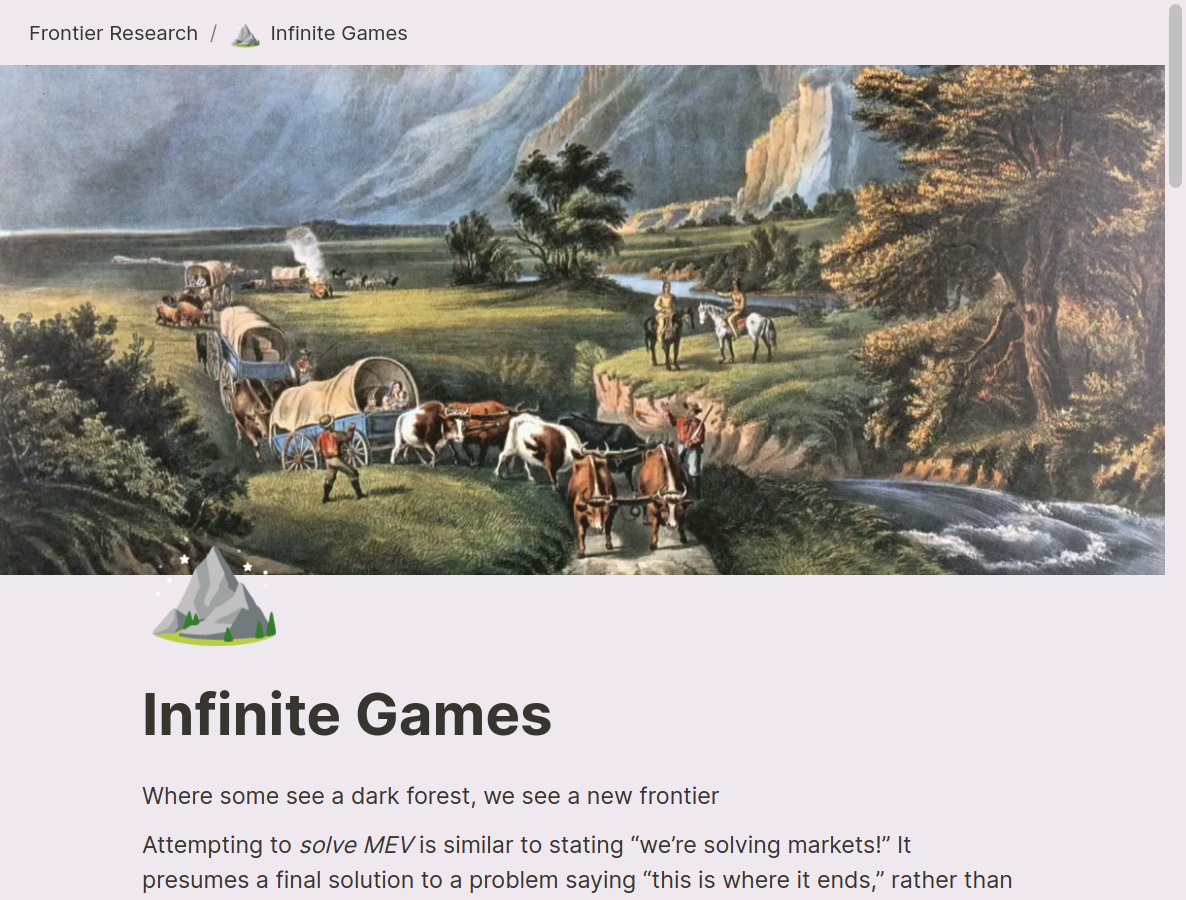 Frontier Research / Infinite Games
Infinite Games
Where some see a dark forest, we see a new frontier
Attempting to solve MEV is similar to stating “we’re solving markets!” It
presumes a final solution to a problem saying “this is where it ends,” rather than